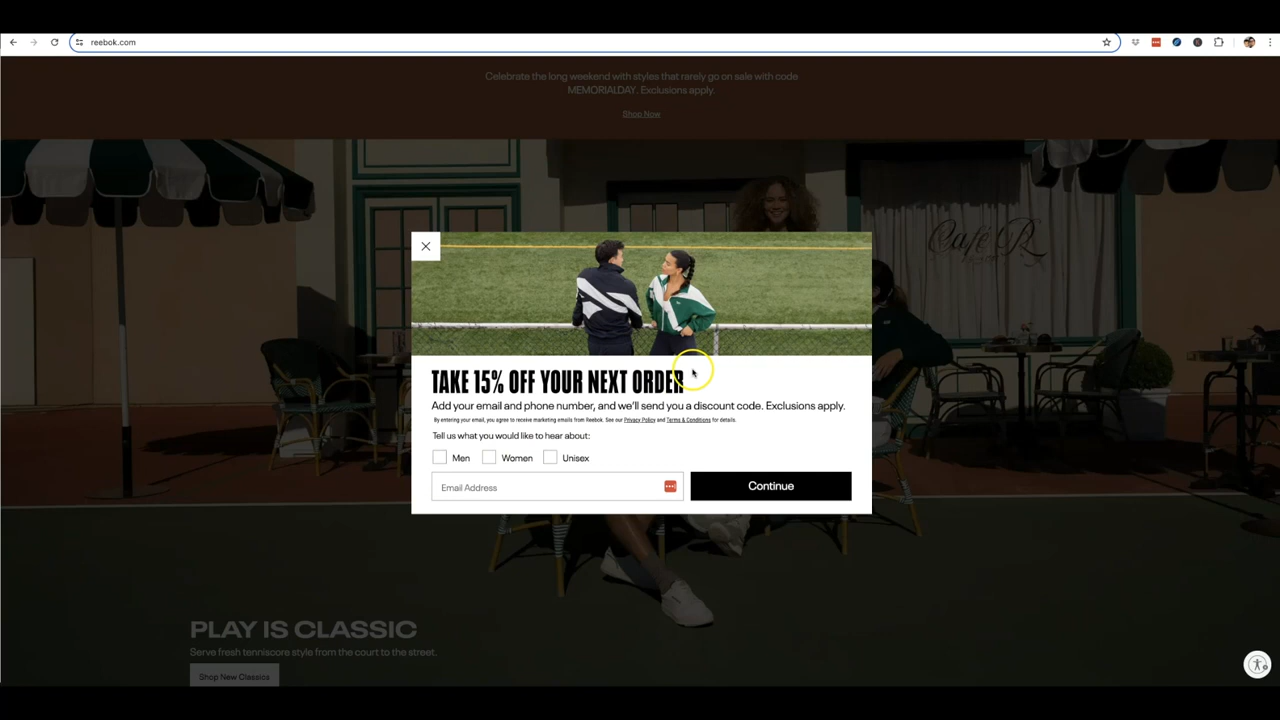 reebok.com
Celebrate the long weekend with styles that rarely go on sale with code
MEMORIALDAY. Exclusions apply.
Shop Now
Café R
TAKE 15% OFF YOUR NEXT ORDER
Add your email and phone number, and we'll send you a discount code. Exclusions apply.
By entering your email, you agree to receive marketing emails from Reebok. See our Privacy Policy and Terms & Conditions for details.
Tell us what you would like to hear about:
Men Women Unisex
Email Address
Continue
PLAY IS CLASSIC
Serve fresh tenniscore style from the court to the street.
Shop New Classics